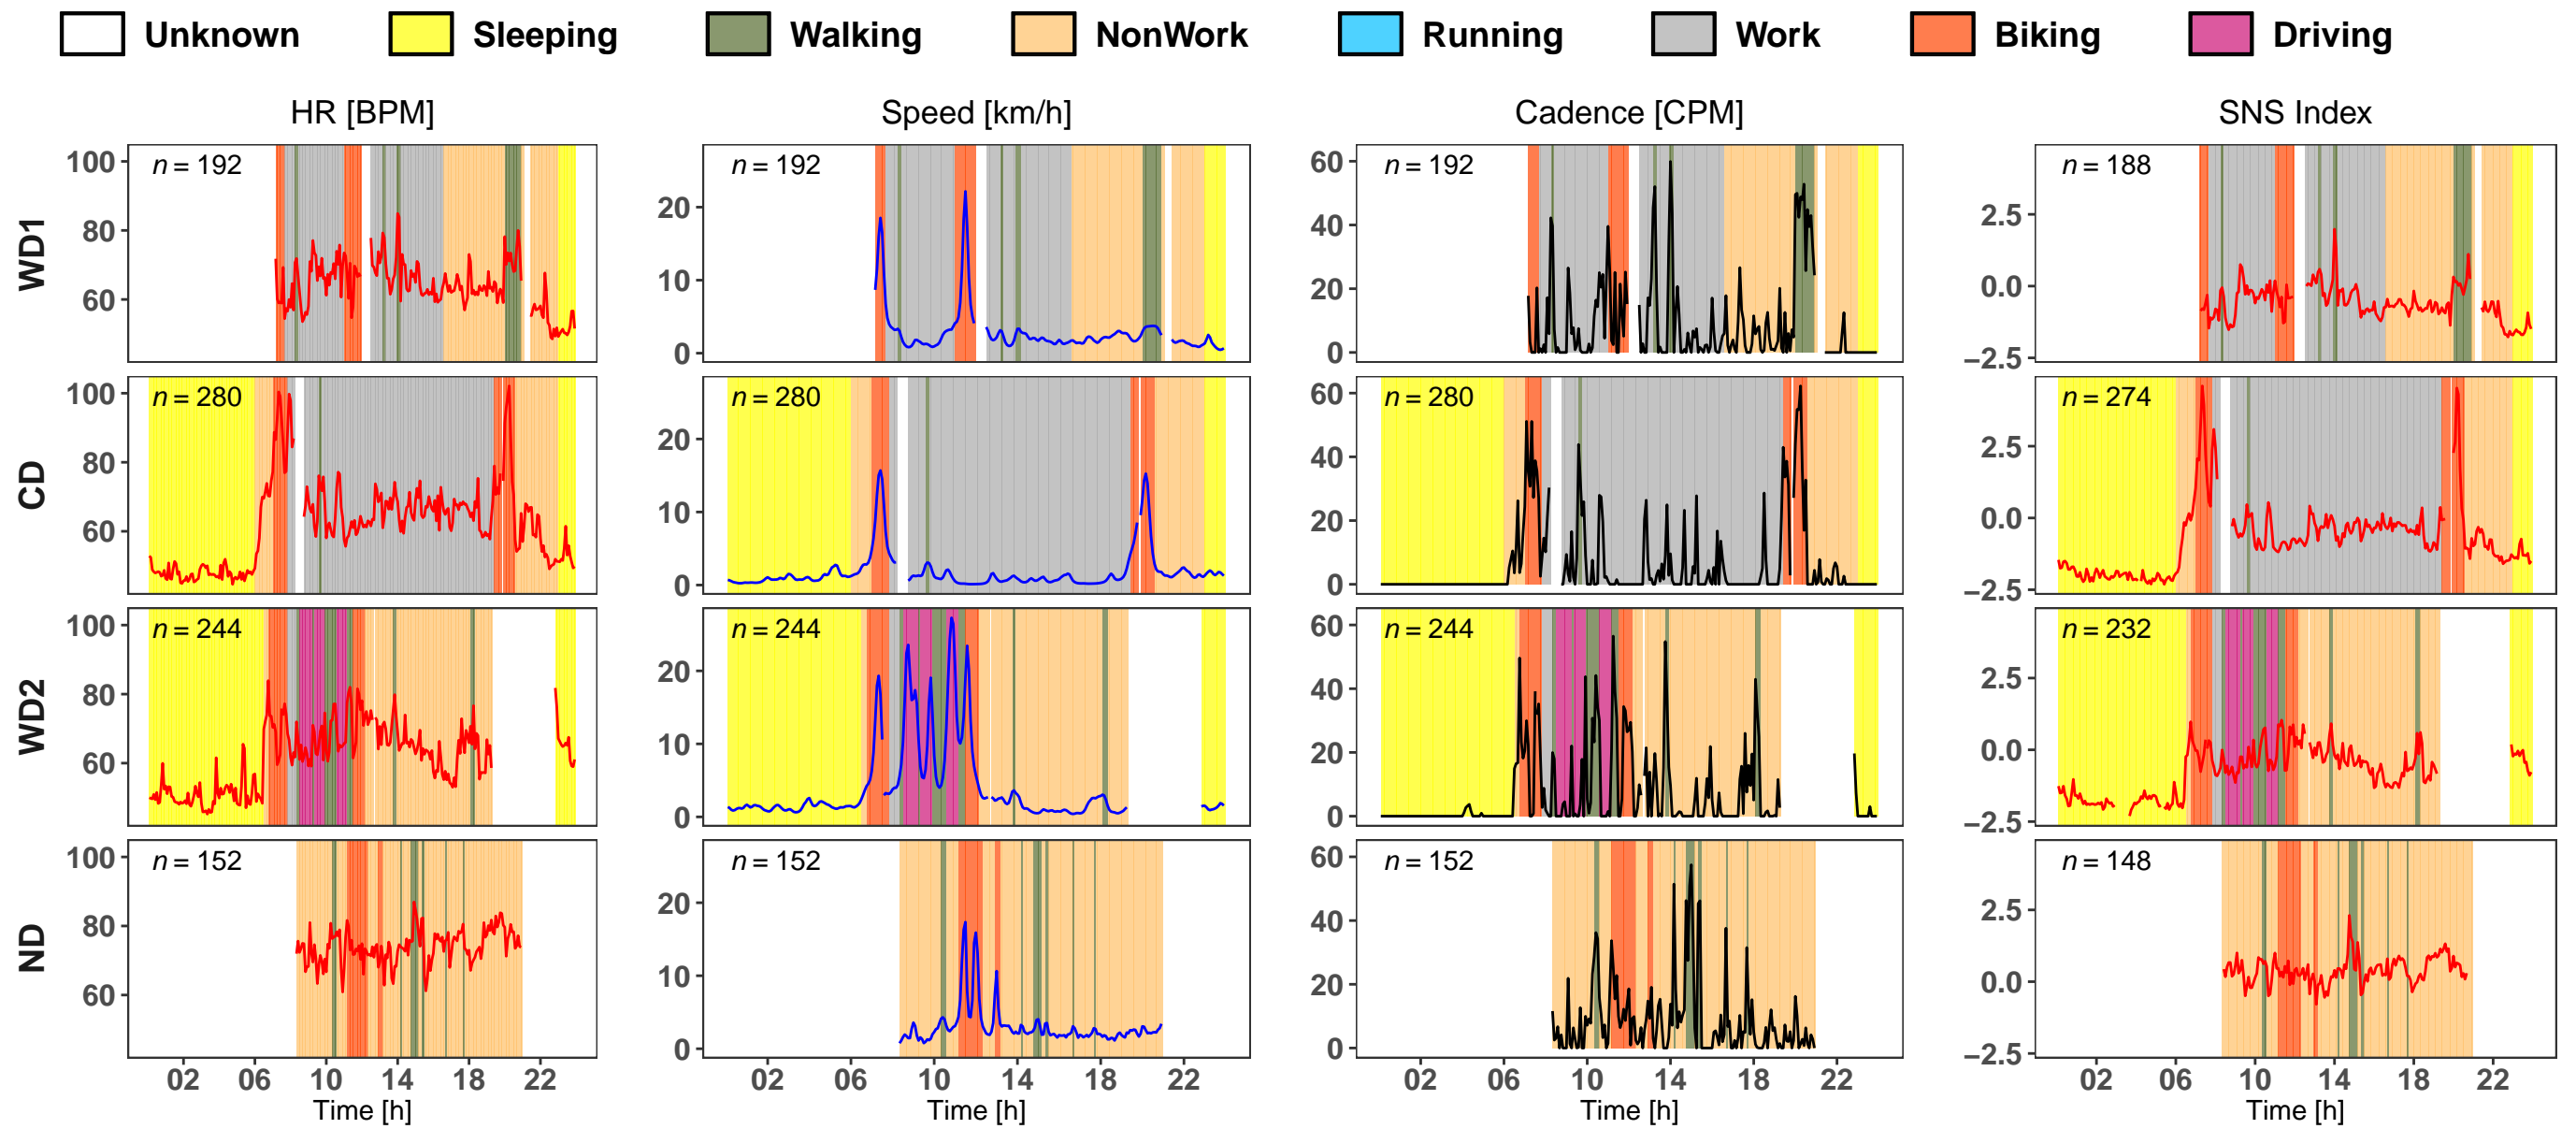 Unknown Sleeping Walking NonWork Running Work Biking Driving
HR [BPM] Speed [km/h] Cadence [CPM] SNS Index
WD1
100
80
60
n = 192
20
10
0
n = 192
60
40
20
0
n = 192
2.5
0.0
−2.5
n = 188
CD
100
80
60
n = 280
20
10
0
n = 280
60
40
20
0
n = 280
2.5
0.0
−2.5
n = 274
WD2
100
80
60
n = 244
20
10
0
n = 244
60
40
20
0
n = 244
2.5
0.0
−2.5
n = 232
ND
100
80
60
n = 152
20
10
0
n = 152
60
40
20
0
n = 152
2.5
0.0
−2.5
n = 148
02 06 10 14 18 22 02 06 10 14 18 22 02 06 10 14 18 22 02 06 10 14 18 22
Time [h] Time [h] Time [h] Time [h]